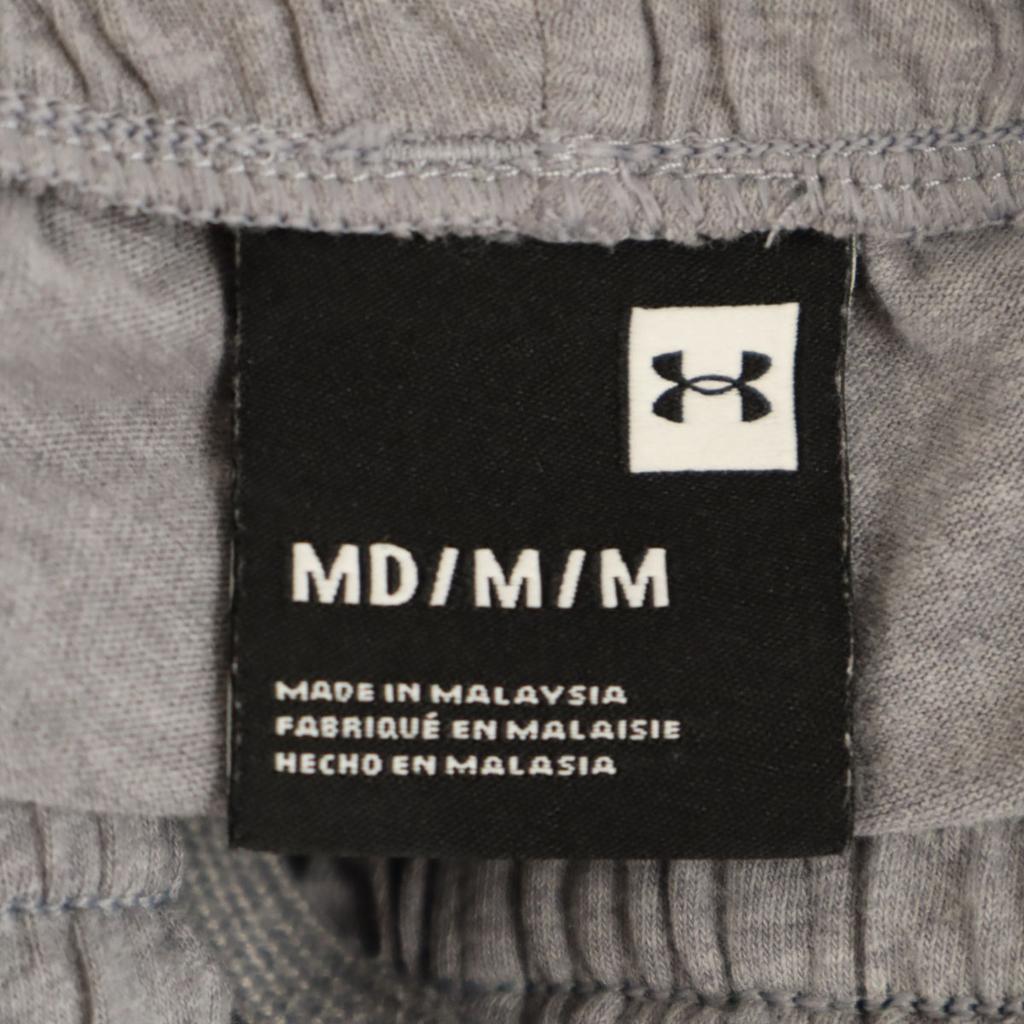 MD/M/M
MADE IN MALAYSIA
FABRIQUÉ EN MALAISIE
HECHO EN MALASIA